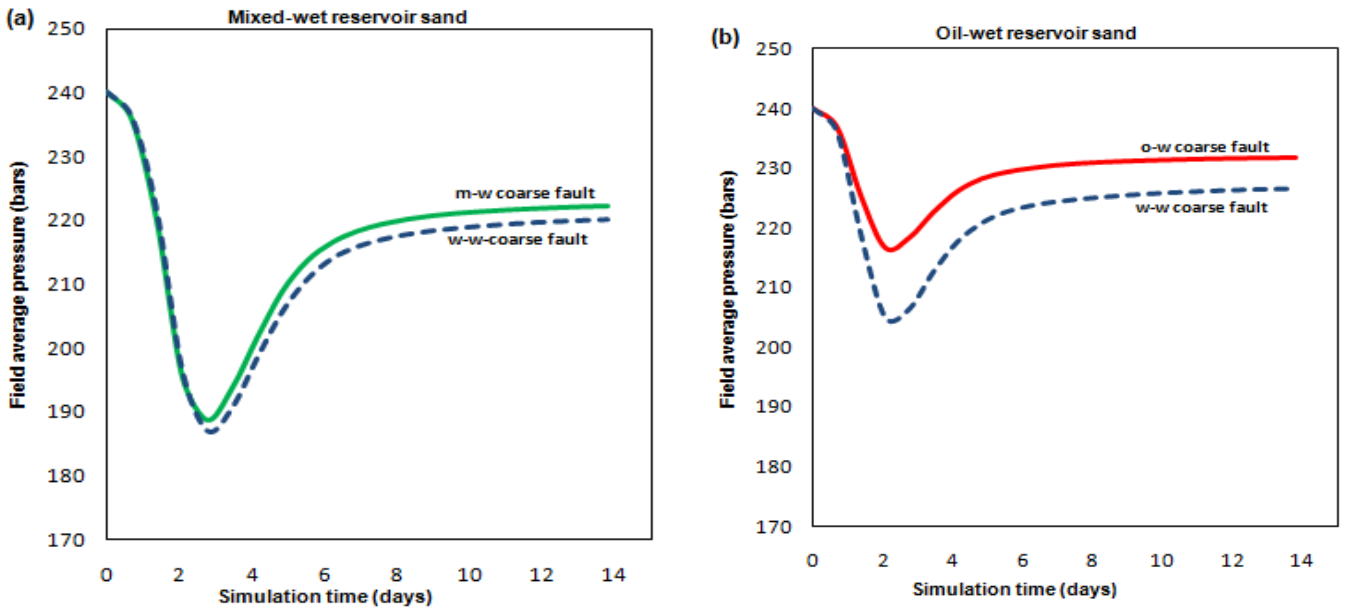 (a)
Mixed-wet reservoir sand
Field average pressure (bars)
250
240
230
220
210
200
190
180
170
m-w coarse fault
w-w-coarse fault
0 2 4 6 8 10 12 14
Simulation time (days)
(b)
Oil-wet reservoir sand
Field average pressure (bars)
250
240
230
220
210
200
190
180
170
o-w coarse fault
w-w coarse fault
0 2 4 6 8 10 12 14
Simulation time (days)